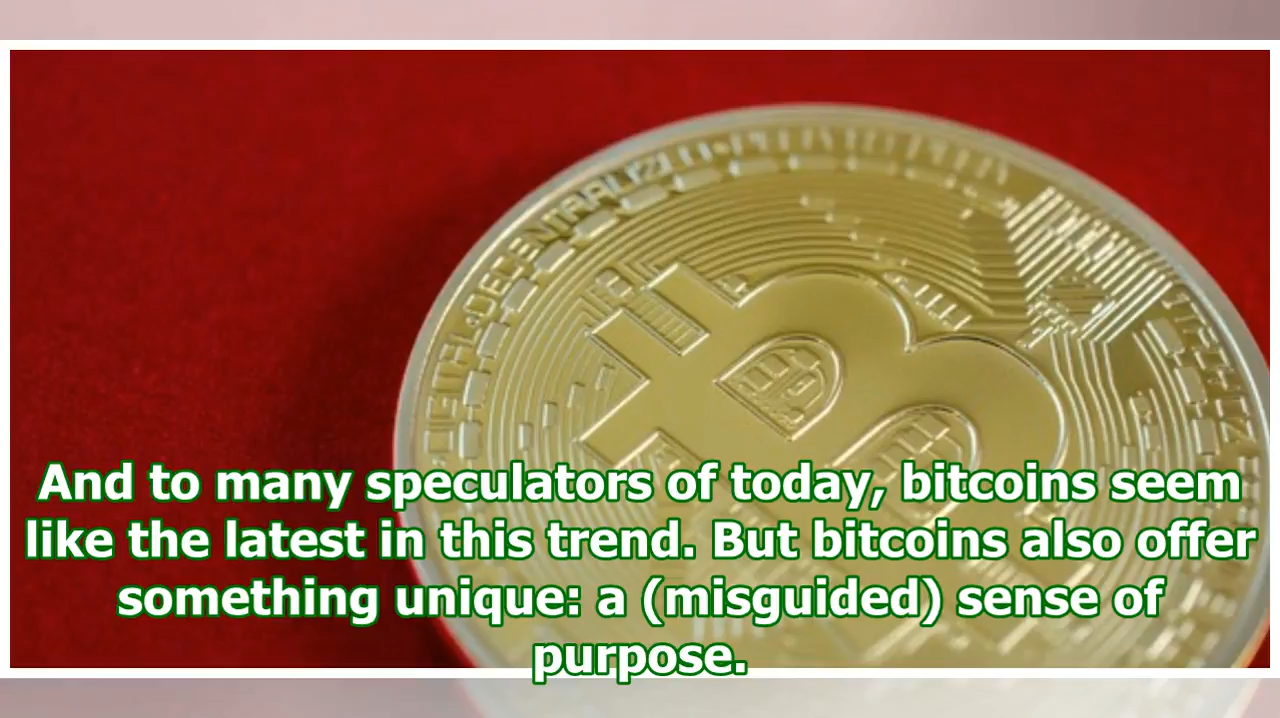 DECENTRALIZ
And to many speculators of today, bitcoins seem
like the latest in this trend. But bitcoins also offer
something unique: a (misguided) sense of
purpose.